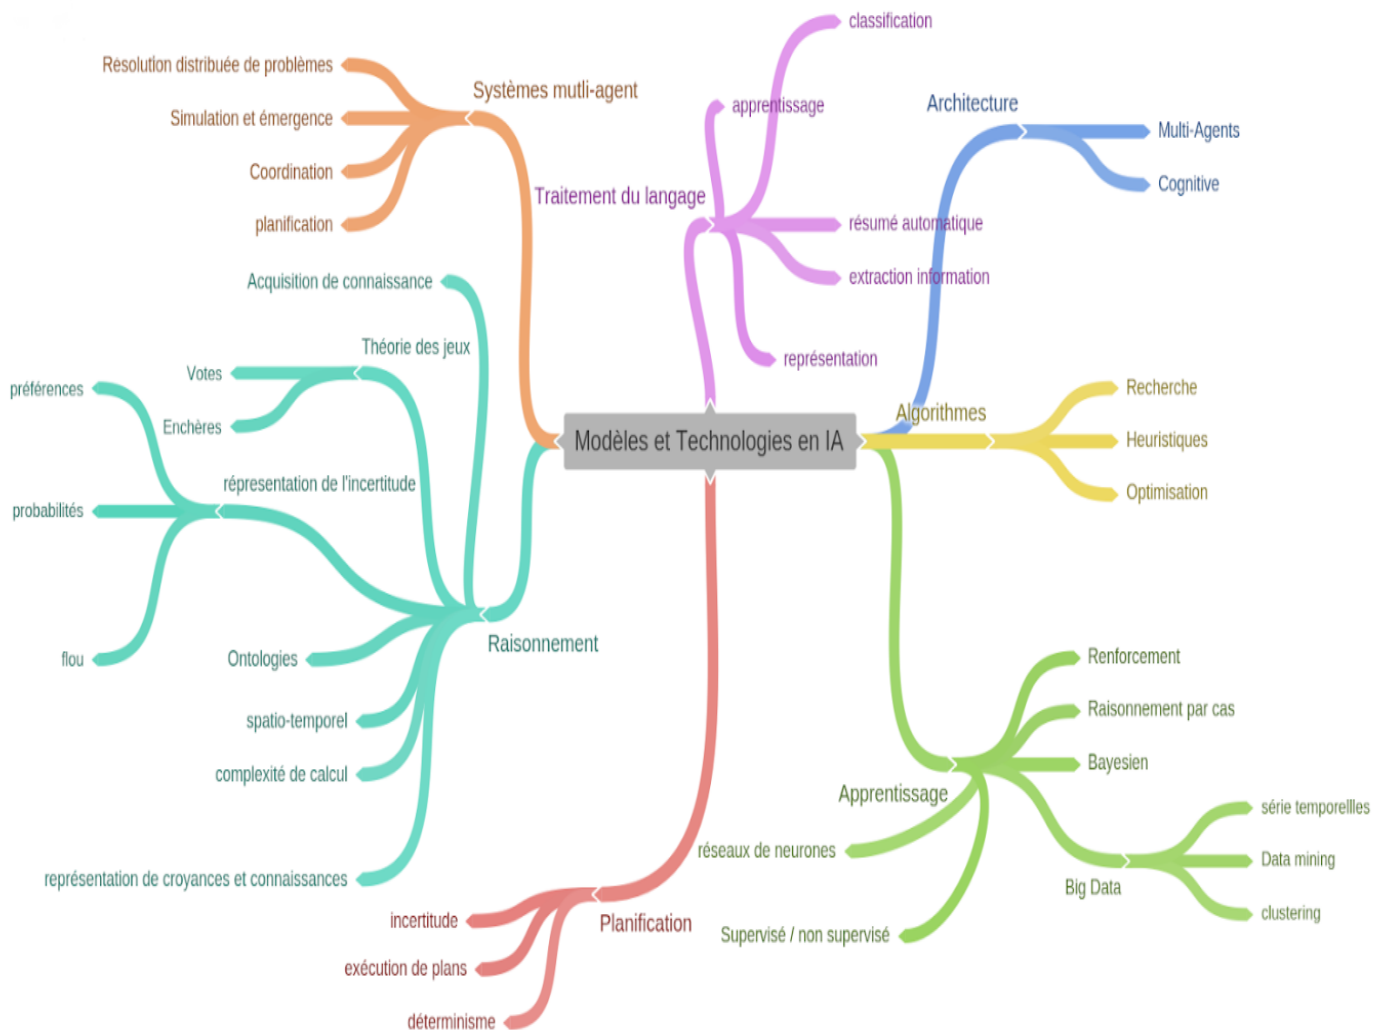 classification
Résolution distribuée de problèmes
Systèmes mutli-agent
apprentissage
Architecture
Simulation et émergence
Multi-Agents
Coordination
Cognitive
Traitement du langage
planification
résumé automatique
Acquisition de connaissance
extraction information
Théorie des jeux
représentation
Votes
préférences
Recherche
Algorithmes
Enchères
Modèles et Technologies en IA
Heuristiques
répresentation de l'incertitude
Optimisation
probabilités
Raisonnement
Renforcement
flou
Ontologies
Raisonnement par cas
spatio-temporel
Bayesien
complexité de calcul
Apprentissage
série temporellles
réseaux de neurones
Data mining
représentation de croyances et connaissances
Big Data
clustering
incertitude
Planification
Supervisé / non supervisé
exécution de plans
déterminisme